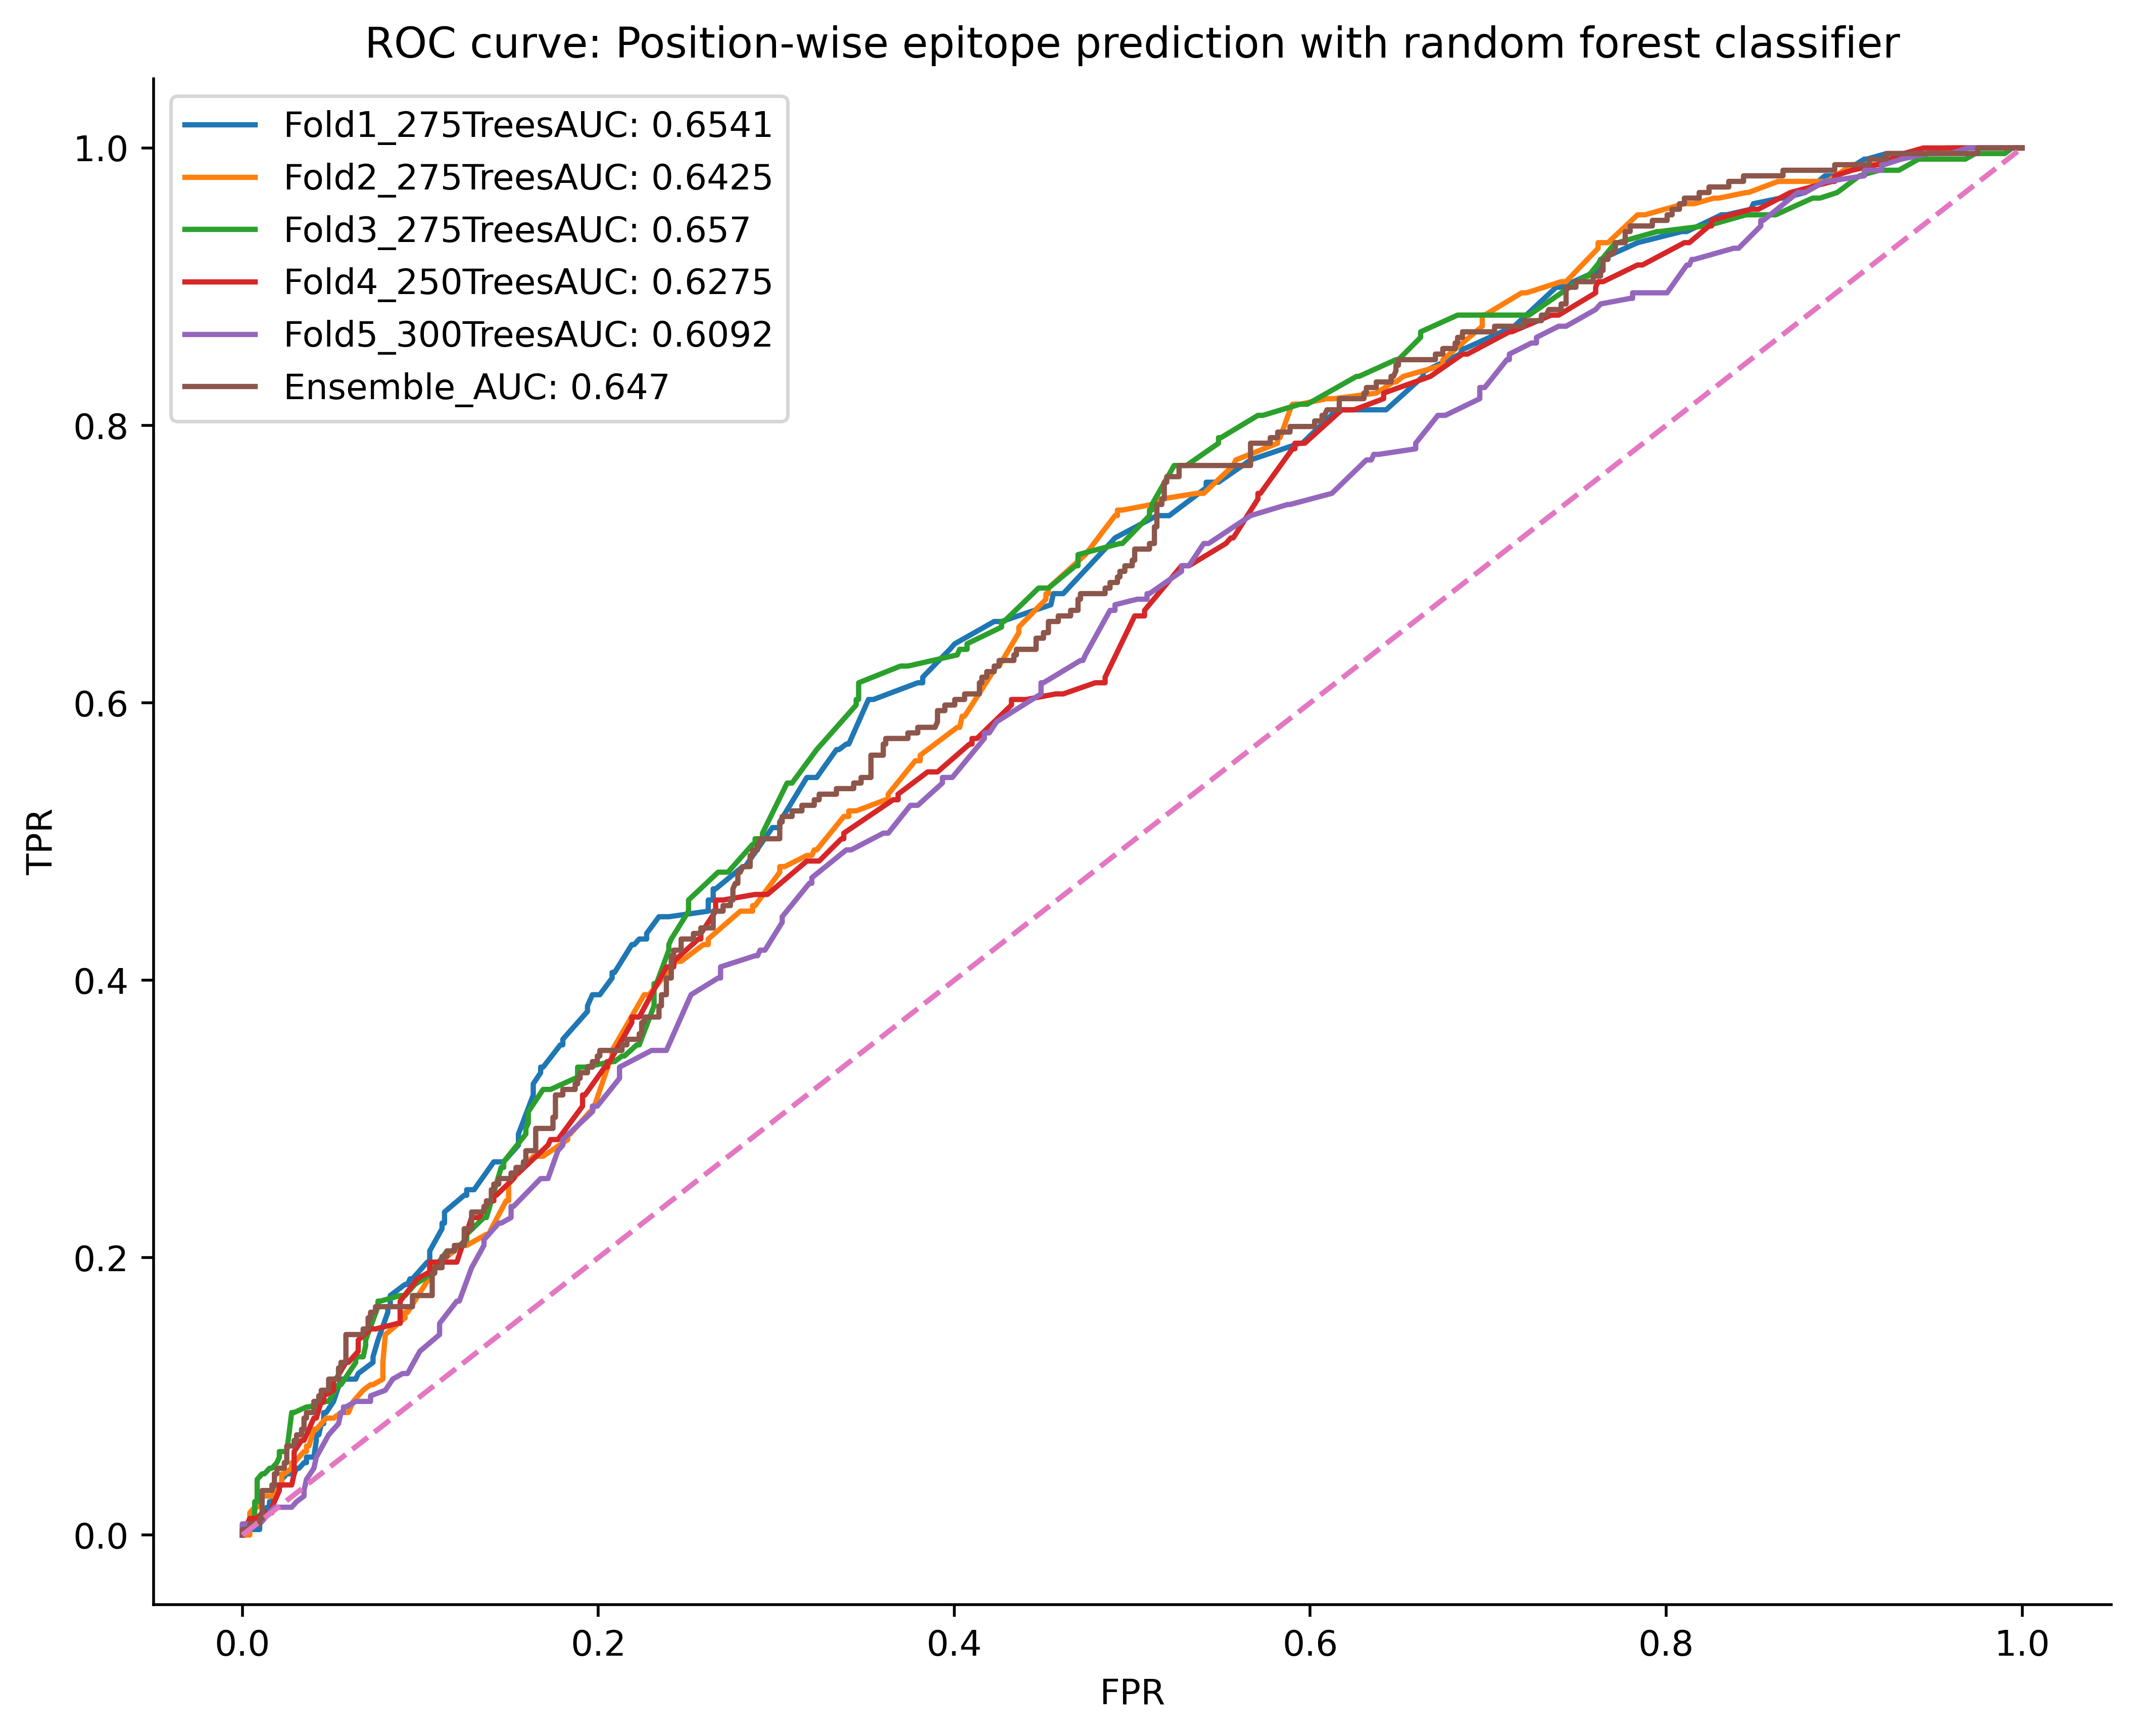 ROC curve: Position-wise epitope prediction with random forest classifier
Fold1_275TreesAUC: 0.6541
Fold2_275TreesAUC: 0.6425
Fold3_275TreesAUC: 0.657
Fold4_250TreesAUC: 0.6275
Fold5_300TreesAUC: 0.6092
Ensemble_AUC: 0.647
1.0
0.8
0.6
0.4
0.2
0.0
TPR
0.0 0.2 0.4 0.6 0.8 1.0
FPR